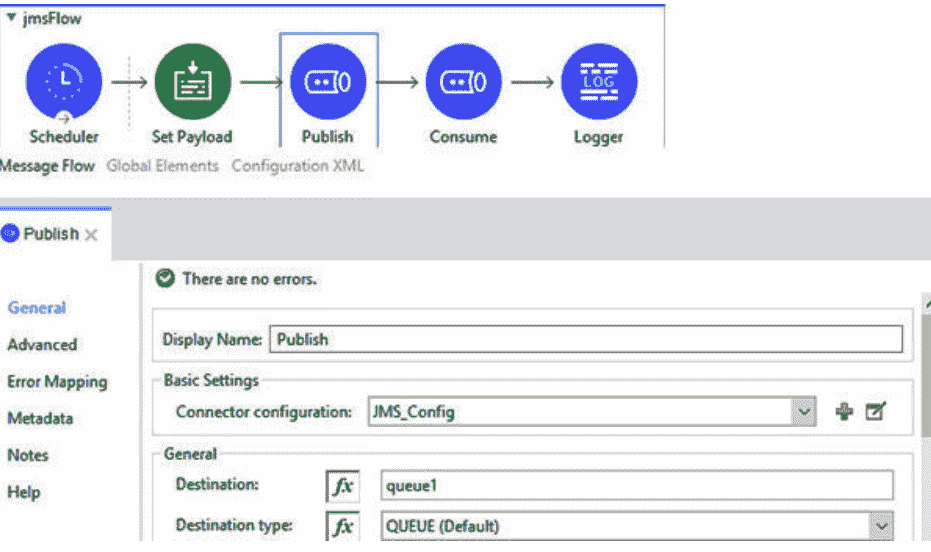 jmsFlow
Scheduler Set Payload Publish Consume LOG Logger
Message Flow Global Elements Configuration XML
Publish
There are no errors.
General
Advanced
Error Mapping
Metadata
Notes
Help
Display Name: Publish
Basic Settings
Connector configuration: JMS_Config
General
Destination: fx queue1
Destination type: fx QUEUE (Default)